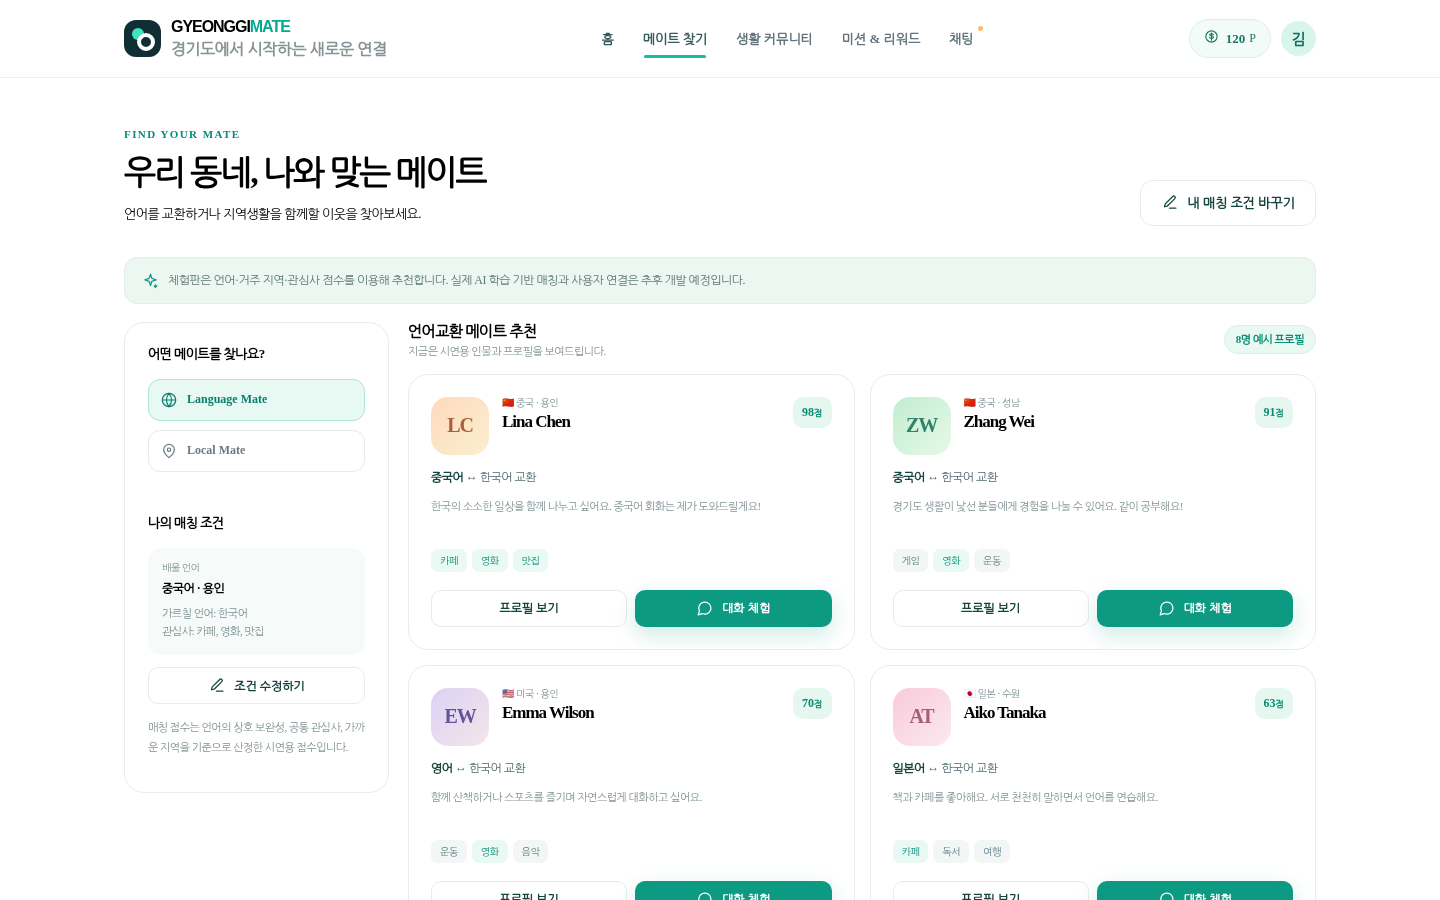 GYEONGGIMATE
경기도에서 시작하는 새로운 연결
홈
메이트 찾기
생활 커뮤니티
미션 & 리워드
채팅
120 P
김
FIND YOUR MATE
우리 동네, 나와 맞는 메이트
언어를 교환하거나 지역생활을 함께할 이웃을 찾아보세요.
내 매칭 조건 바꾸기
체험판은 언어·거주 지역·관심사 점수를 이용해 추천합니다. 실제 AI 학습 기반 매칭과 사용자 연결은 추후 개발 예정입니다.
어떤 메이트를 찾나요?
Language Mate
Local Mate
나의 매칭 조건
배울 언어
중국어 · 용인
가르칠 언어: 한국어
관심사: 카페, 영화, 맛집
조건 수정하기
매칭 점수는 언어의 상호 보완성, 공통 관심사, 가까
운 지역을 기준으로 산정한 시연용 점수입니다.
언어교환 메이트 추천
지금은 시연용 인물과 프로필을 보여드립니다.
8명 예시 프로필
LC
중국 · 용인
Lina Chen
98점
중국어 ↔ 한국어 교환
한국의 소소한 일상을 함께 나누고 싶어요. 중국어 회화는 제가 도와드릴게요!
카페
영화
맛집
프로필 보기
대화 체험
ZW
중국 · 성남
Zhang Wei
91점
중국어 ↔ 한국어 교환
경기도 생활이 낯선 분들에게 경험을 나눌 수 있어요. 같이 공부해요!
게임
영화
운동
프로필 보기
대화 체험
EW
미국 · 용인
Emma Wilson
70점
영어 ↔ 한국어 교환
함께 산책하거나 스포츠를 즐기며 자연스럽게 대화하고 싶어요.
운동
영화
음악
프로필 보기
대화 체험
AT
일본 · 수원
Aiko Tanaka
63점
일본어 ↔ 한국어 교환
책과 카페를 좋아해요. 서로 천천히 말하면서 언어를 연습해요.
카페
독서
여행
프로필 보기
대화 체험